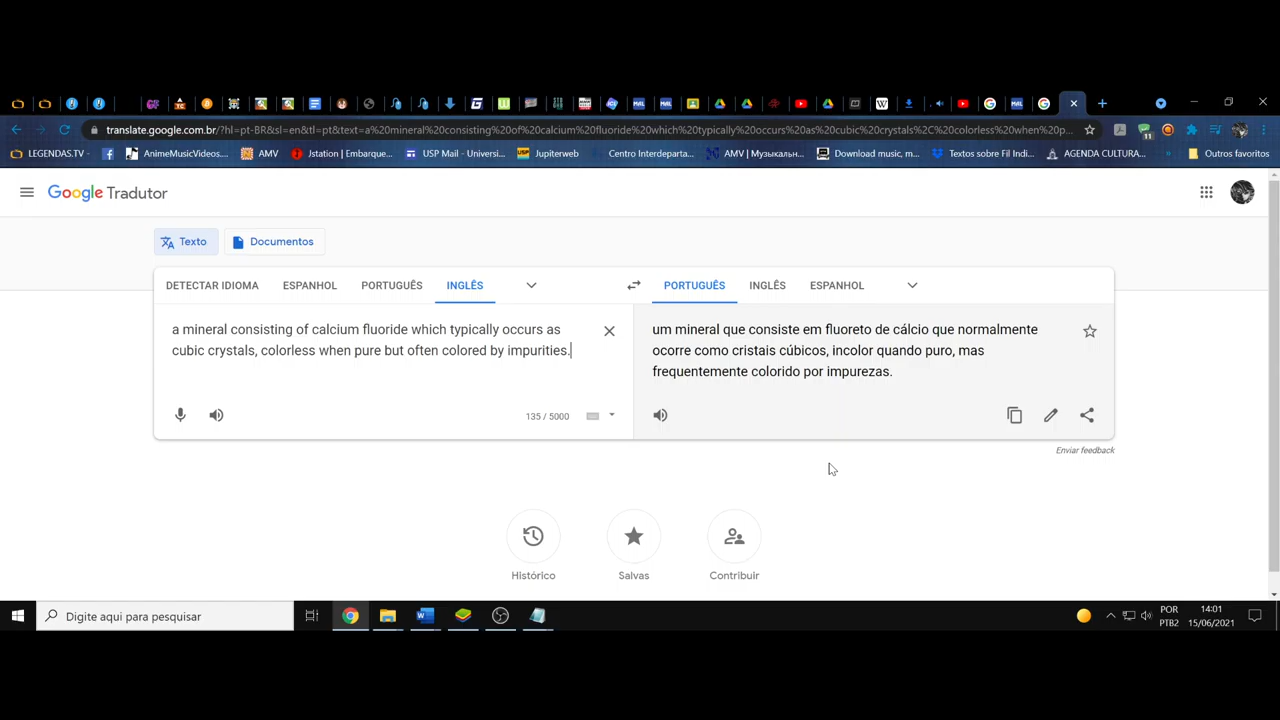 translate.google.com.br/?hl=pt-BR&sl=en&tl=pt&text=a%20mineral%20consisting%20of%20calcium%20fluoride%20which%20typically%20occurs%20as%20cubic%20crystals%2C%20colorless%20when%20p...
LEGENDAS.TV
AnimeMusicVideos....
AMV
Jstation | Embarque...
USP Mail - Universi...
Jupiterweb
Centro Interdeparta...
AMV | Музыкальн...
Download music, m...
Textos sobre Fil Indi...
AGENDA CULTURA...
»
Outros favoritos
Google Tradutor
Texto
Documentos
DETECTAR IDIOMA
ESPANHOL
PORTUGUÊS
INGLÊS
PORTUGUÊS
INGLÊS
ESPANHOL
a mineral consisting of calcium fluoride which typically occurs as
cubic crystals, colorless when pure but often colored by impurities.
135 / 5000
um mineral que consiste em fluoreto de cálcio que normalmente
ocorre como cristais cúbicos, incolor quando puro, mas
frequentemente colorido por impurezas.
Enviar feedback
Histórico
Salvas
Contribuir
Digite aqui para pesquisar
POR
PTB2
14:01
15/06/2021